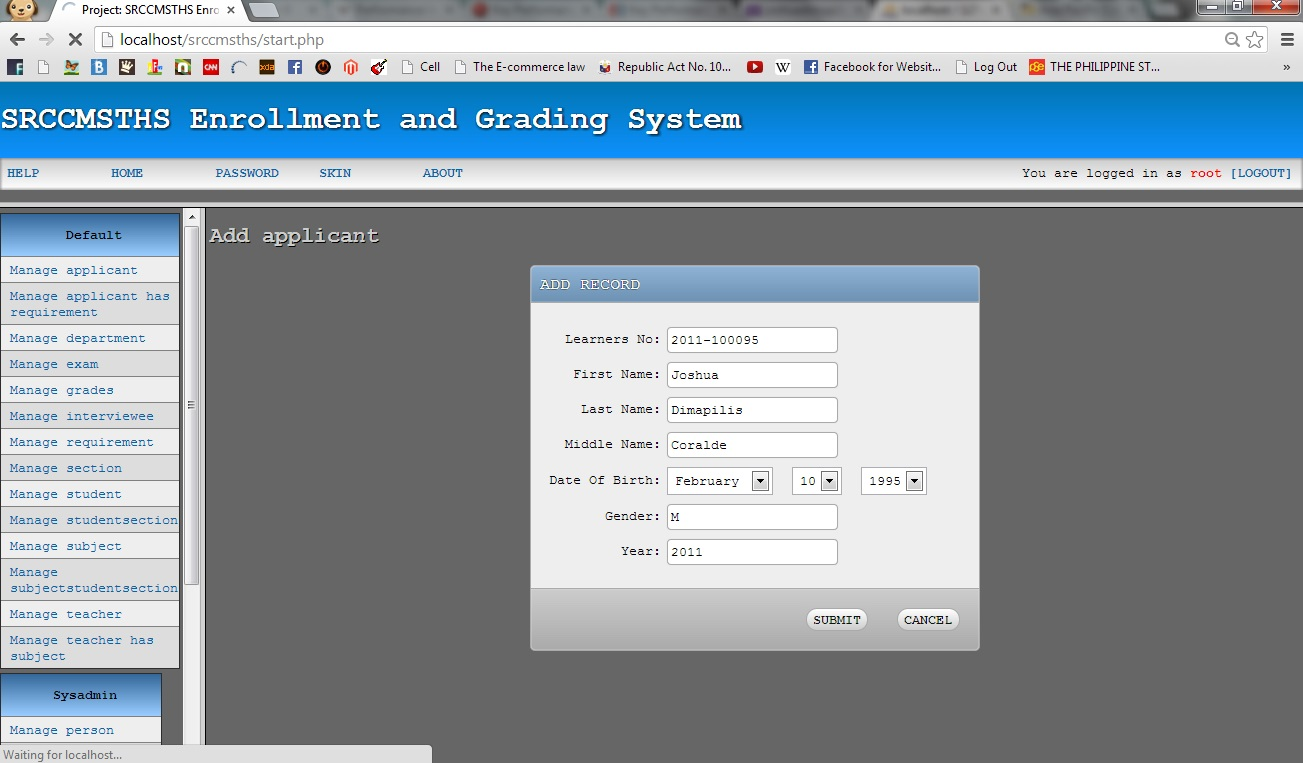 Project: SRCCMSTHS Enro
localhost/srccmsths/start.php
Cell The E-commerce law Republic Act No. 10... Facebook for Websit... Log Out THE PHILIPPINE ST... »
SRCCMSTHS Enrollment and Grading System
HELP HOME PASSWORD SKIN ABOUT You are logged in as root [LOGOUT]
Default
Manage applicant
Manage applicant has
requirement
Manage department
Manage exam
Manage grades
Manage interviewee
Manage requirement
Manage section
Manage student
Manage studentsection
Manage subject
Manage
subjectstudentsection
Manage teacher
Manage teacher has
subject
Sysadmin
Manage person
Add applicant
ADD RECORD
Learners No: 2011-100095
First Name: Joshua
Last Name: Dimapilis
Middle Name: Coralde
Date Of Birth: February 10 1995
Gender: M
Year: 2011
SUBMIT CANCEL
Waiting for localhost...